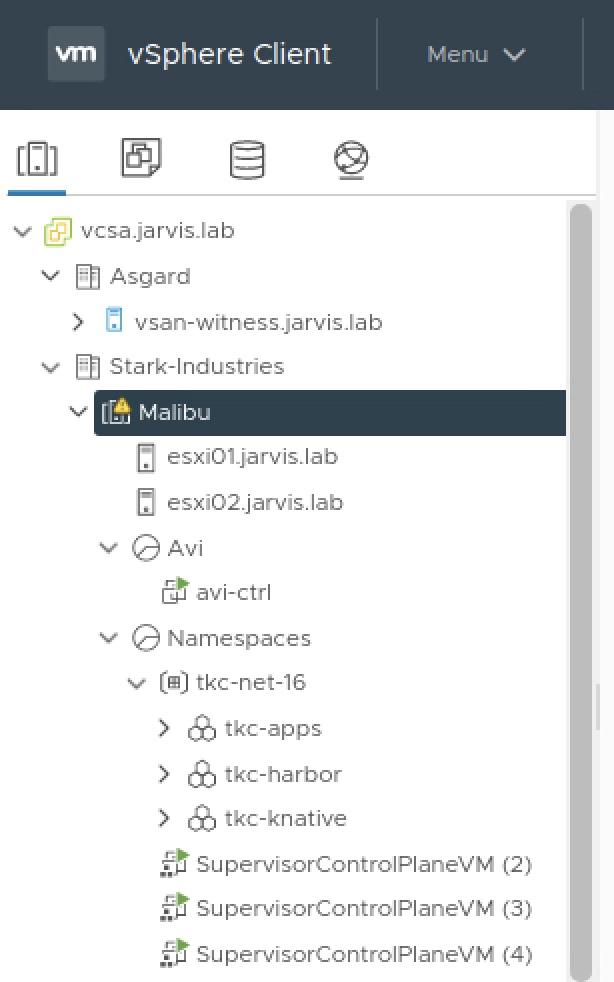 vm vSphere Client Menu
vcsa.jarvis.lab
Asgard
vsan-witness.jarvis.lab
Stark-Industries
Malibu
esxi01.jarvis.lab
esxi02.jarvis.lab
Avi
avi-ctrl
Namespaces
tkc-net-16
tkc-apps
tkc-harbor
tkc-knative
SupervisorControlPlaneVM (2)
SupervisorControlPlaneVM (3)
SupervisorControlPlaneVM (4)